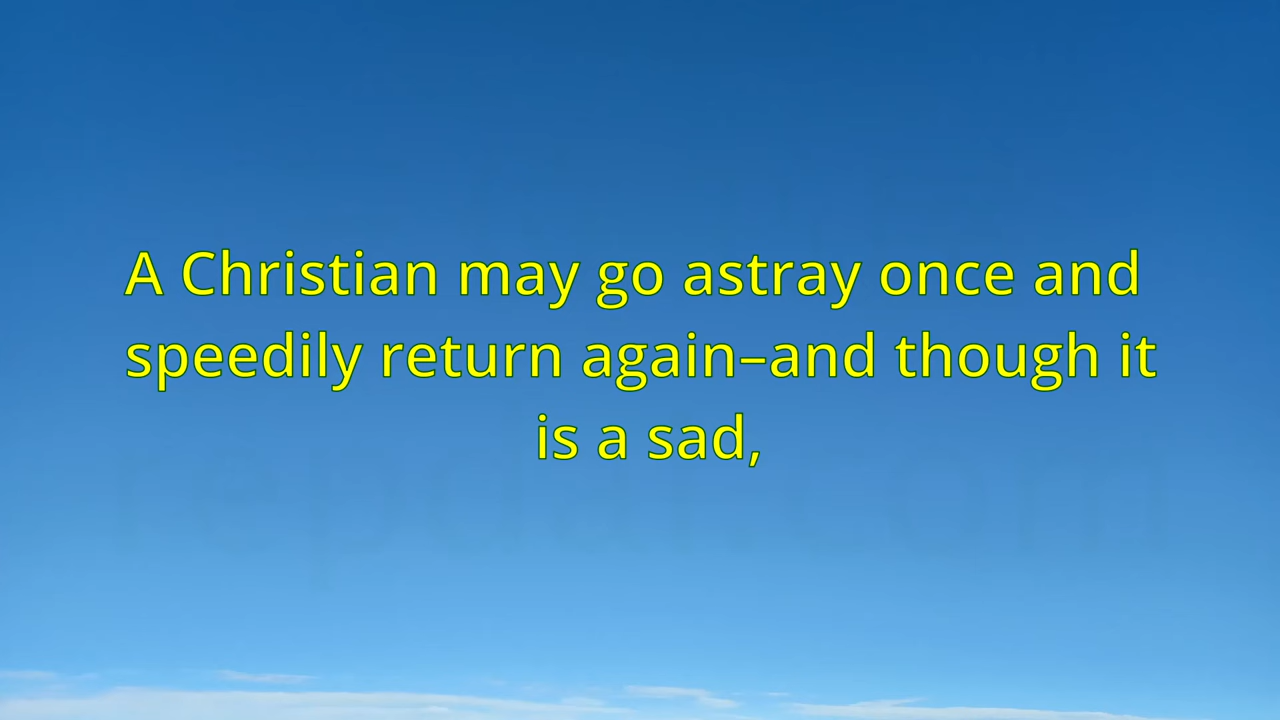 A Christian may go astray once and
speedily return again–and though it
is a sad,